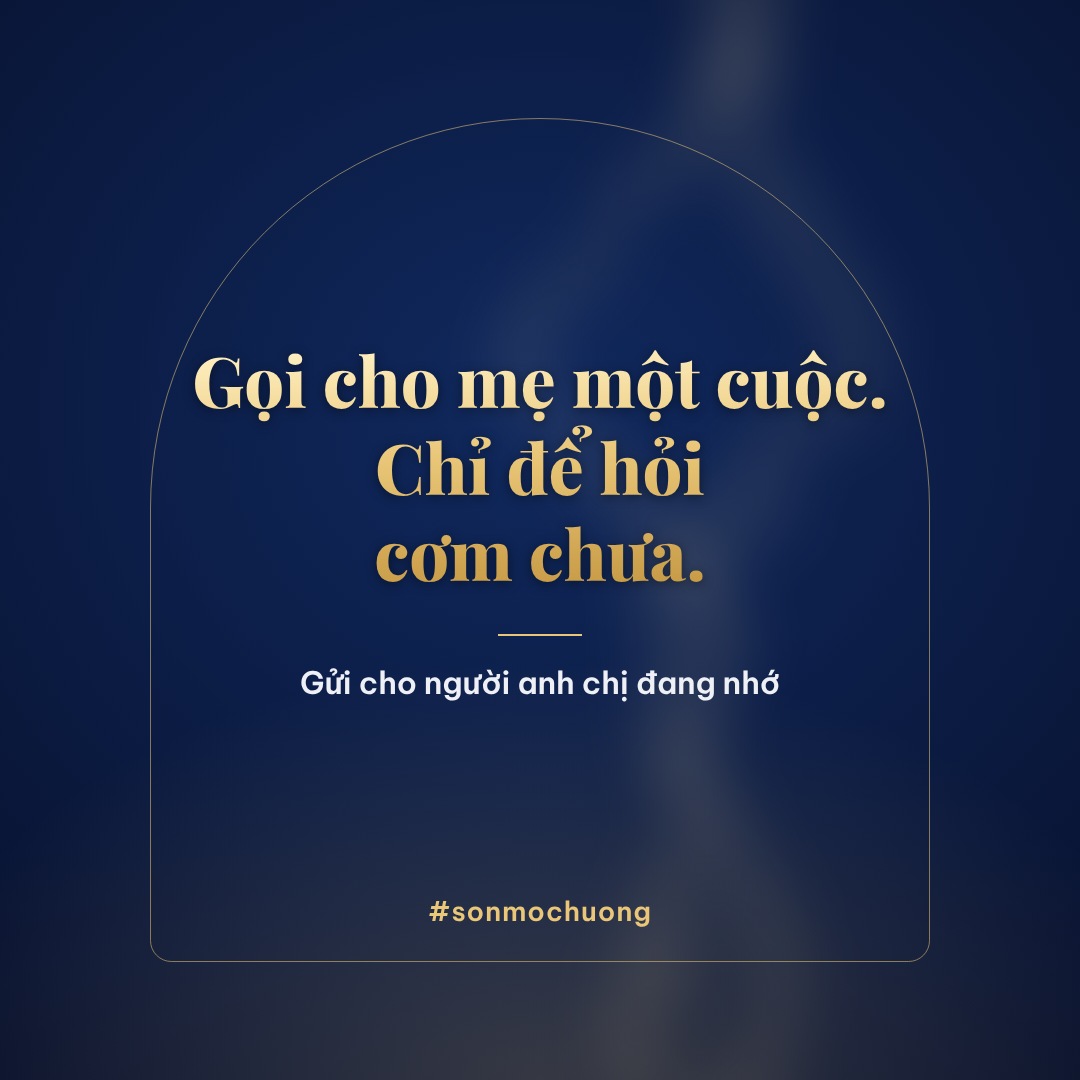 Gọi cho mẹ một cuộc.
Chỉ để hỏi
cơm chưa.
Gửi cho người anh chị đang nhớ
#sonmochuong